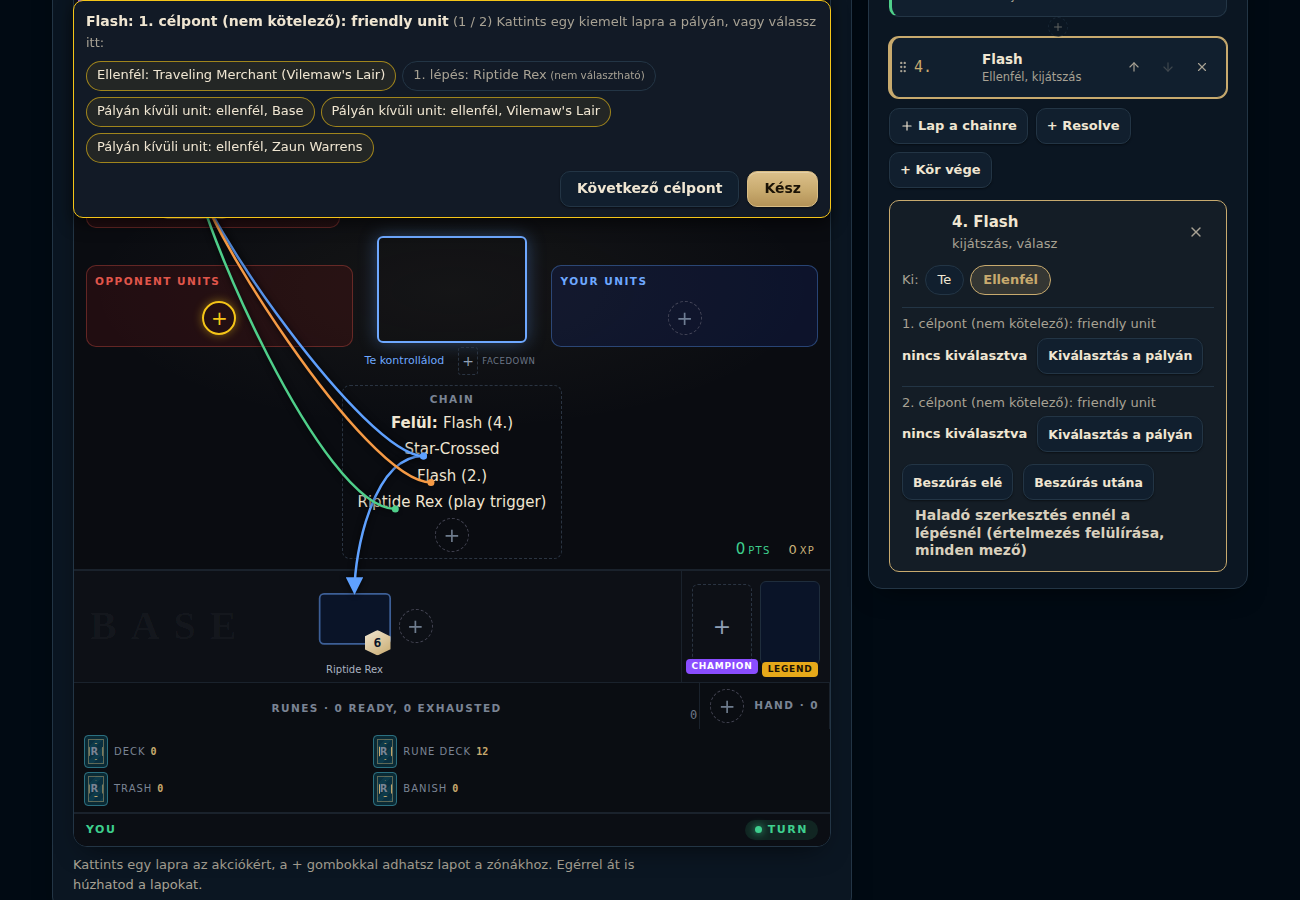 Flash: 1. célpont (nem kötelező): friendly unit (1 / 2) Kattints egy kiemelt lapra a pályán, vagy válassz
itt:
Ellenfél: Traveling Merchant (Vilemaw's Lair)
1. lépés: Riptide Rex (nem választható)
Pályán kívüli unit: ellenfél, Base
Pályán kívüli unit: ellenfél, Vilemaw's Lair
Pályán kívüli unit: ellenfél, Zaun Warrens
Következő célpont
Kész
OPPONENT UNITS
+
YOUR UNITS
+
Te kontrollálod
+
FACEDOWN
CHAIN
Felül: Flash (4.)
Star-Crossed
Flash (2.)
Riptide Rex (play trigger)
+
0 PTS
0 XP
BASE
6
Riptide Rex
+
+
CHAMPION
LEGEND
RUNES · 0 READY, 0 EXHAUSTED
0
+
HAND · 0
DECK 0
RUNE DECK 12
TRASH 0
BANISH 0
YOU
TURN
Kattints egy lapra az akciókért, a + gombokkal adhatsz lapot a zónákhoz. Egérrel át is
húzhatod a lapokat.
+
4.
Flash
Ellenfél, kijátszás
↑
↓
×
+ Lap a chainre
+ Resolve
+ Kör vége
4. Flash
kijátszás, válasz
×
Ki:
Te
Ellenfél
1. célpont (nem kötelező): friendly unit
nincs kiválasztva
Kiválasztás a pályán
2. célpont (nem kötelező): friendly unit
nincs kiválasztva
Kiválasztás a pályán
Beszúrás elé
Beszúrás utána
Haladó szerkesztés ennél a
lépésnél (értelmezés felülírása,
minden mező)